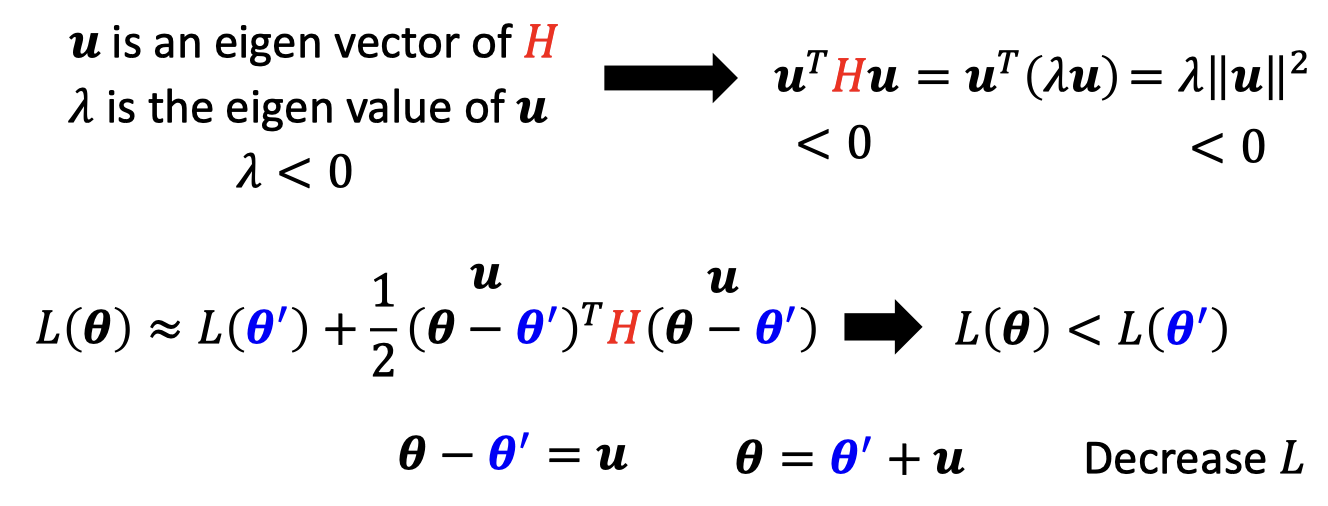 u is an eigen vector of H
λ is the eigen value of u
λ < 0
uᵀHu = uᵀ(λu) = λ‖u‖²
< 0 < 0
u u
L(θ) ≈ L(θ′) + 1/2 (θ − θ′)ᵀH(θ − θ′) L(θ) < L(θ′)
θ − θ′ = u θ = θ′ + u Decrease L